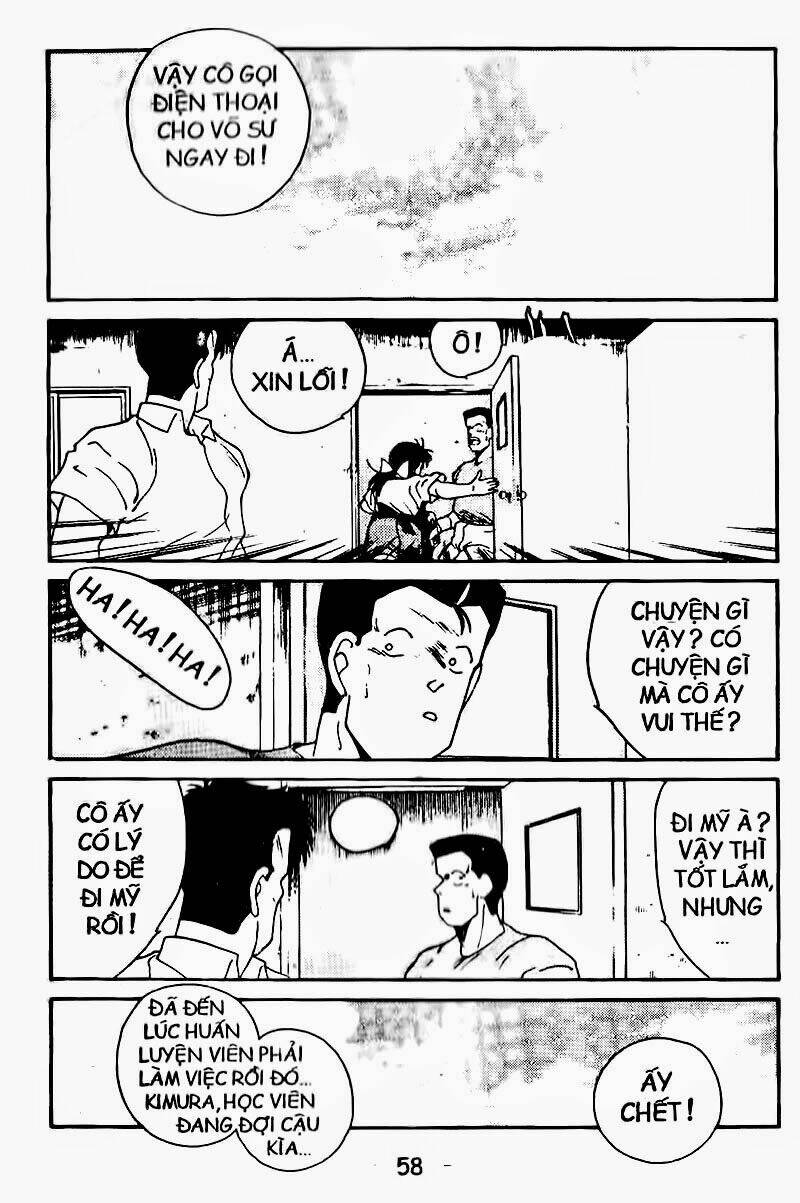 VẬY CÔ GỌI
ĐIỆN THOẠI
CHO VÕ SƯ
NGAY ĐI!
Á...
XIN LỖI!
Ô!
HA! HA! HA!
CHUYỆN GÌ
VẬY? CÓ
CHUYỆN GÌ
MÀ CÔ ẤY
VUI THẾ?
CÔ ẤY
CÓ LÝ
DO ĐỂ
ĐI MỸ
RỒI!
ĐI MỸ À?
VẬY THÌ
TỐT LẮM,
NHƯNG
...
ĐÃ ĐẾN
LÚC HUẤN
LUYỆN VIÊN PHẢI
LÀM VIỆC RỒI ĐÓ...
KIMURA, HỌC VIÊN
ĐANG ĐỢI CẬU
KÌA...
ẤY
CHẾT!
58